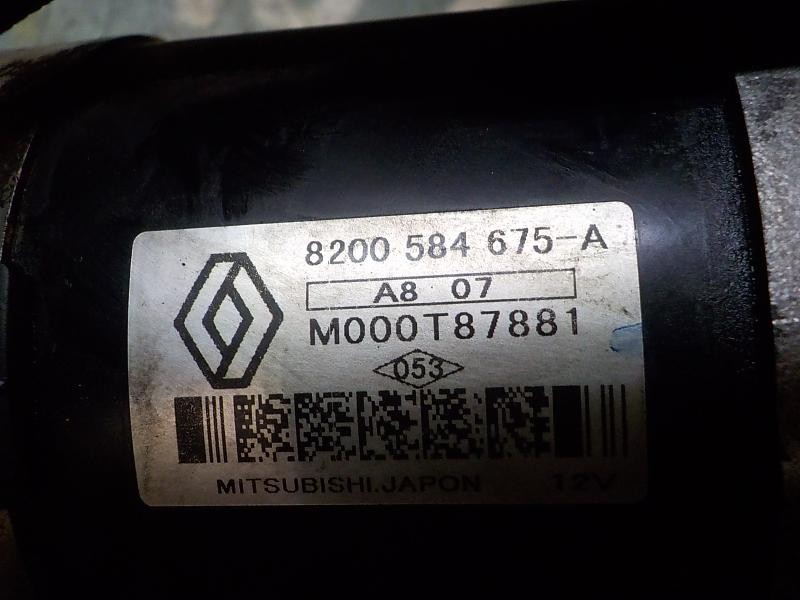 8200 584 675-A
A8 07
M000T87881
053
MITSUBISHI.JAPON 12V